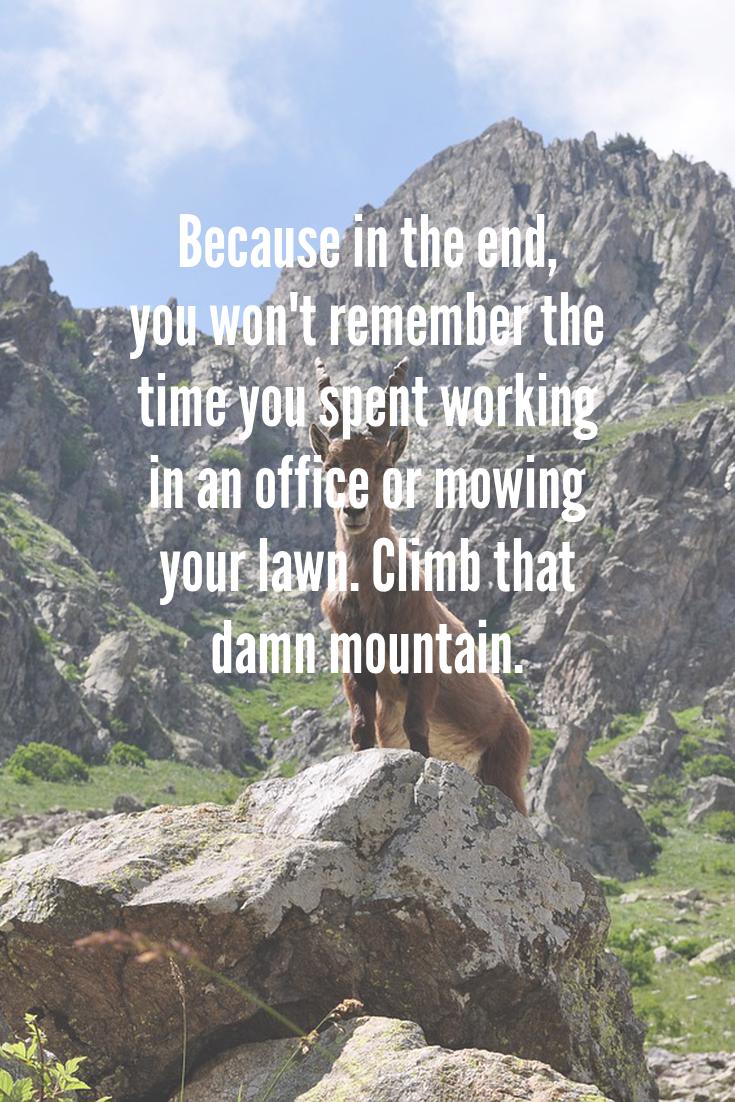 Because in the end,
you won't remember the
time you spent working
in an office or mowing
your lawn. Climb that
damn mountain.